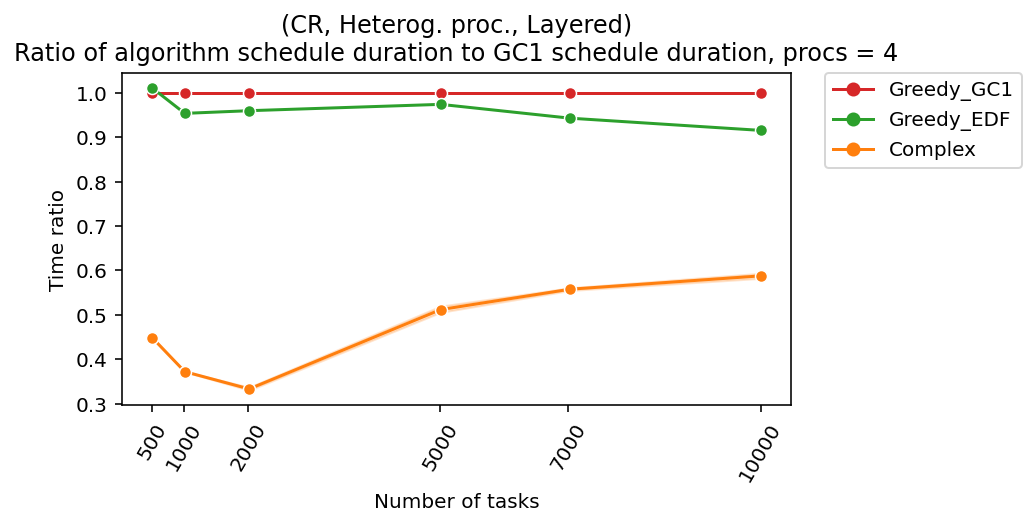 (CR, Heterog. proc., Layered)
Ratio of algorithm schedule duration to GC1 schedule duration, procs = 4
Greedy_GC1
Greedy_EDF
Complex
Time ratio
1.0
0.9
0.8
0.7
0.6
0.5
0.4
0.3
500
1000
2000
5000
7000
10000
Number of tasks